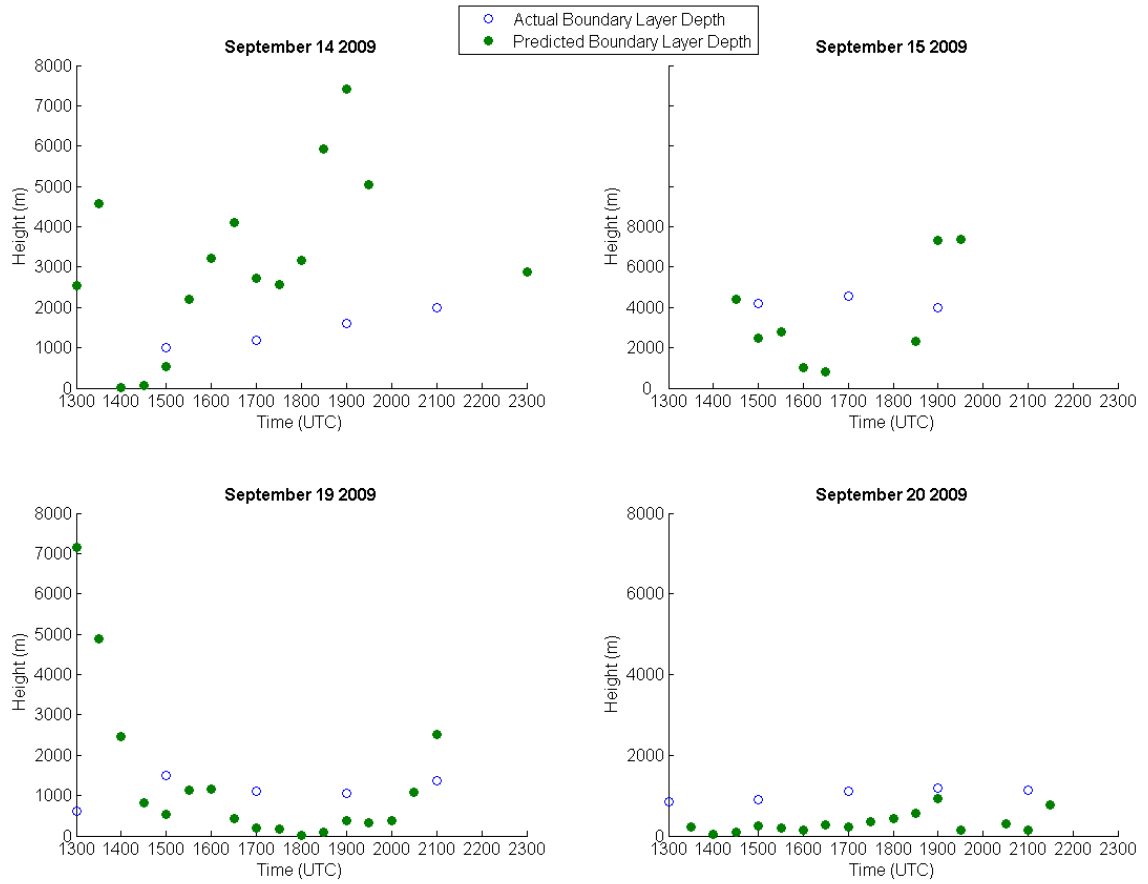 Actual Boundary Layer Depth
Predicted Boundary Layer Depth
September 14 2009
8000
7000
6000
5000
4000
3000
2000
1000
0
Height (m)
1300 1400 1500 1600 1700 1800 1900 2000 2100 2200 2300
Time (UTC)
September 15 2009
8000
6000
4000
2000
0
Height (m)
1300 1400 1500 1600 1700 1800 1900 2000 2100 2200 2300
Time (UTC)
September 19 2009
8000
7000
6000
5000
4000
3000
2000
1000
0
Height (m)
1300 1400 1500 1600 1700 1800 1900 2000 2100 2200 2300
Time (UTC)
September 20 2009
8000
6000
4000
2000
0
Height (m)
1300 1400 1500 1600 1700 1800 1900 2000 2100 2200 2300
Time (UTC)